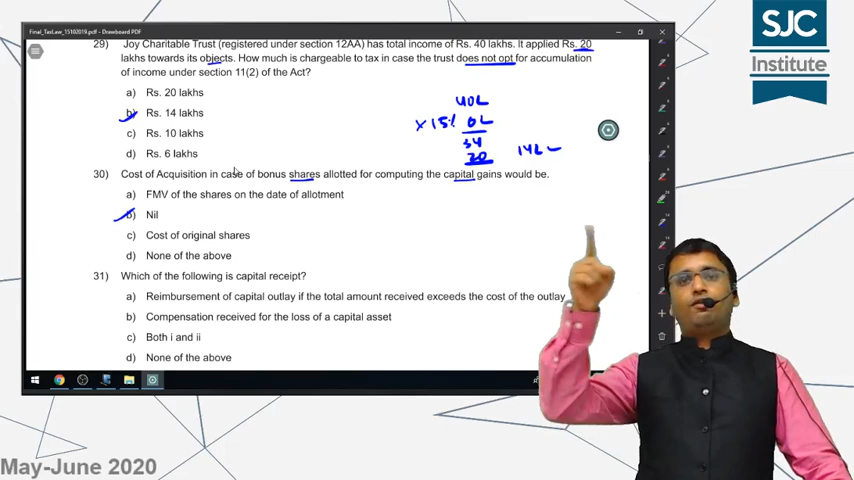 Final_TaxLaw_15102019.pdf - Drawboard PDF
29) Joy Charitable Trust (registered under section 12AA) has total income of Rs. 40 lakhs. It applied Rs. 20
lakhs towards its objects. How much is chargeable to tax in case the trust does not opt for accumulation
of income under section 11(2) of the Act?
a) Rs. 20 lakhs
b) Rs. 14 lakhs
c) Rs. 10 lakhs
d) Rs. 6 lakhs
40L
x 15% 0L
34
20
14L
30) Cost of Acquisition in case of bonus shares allotted for computing the capital gains would be.
a) FMV of the shares on the date of allotment
b) Nil
c) Cost of original shares
d) None of the above
31) Which of the following is capital receipt?
a) Reimbursement of capital outlay if the total amount received exceeds the cost of the outlay
b) Compensation received for the loss of a capital asset
c) Both i and ii
d) None of the above
SJC
Institute
May-June 2020